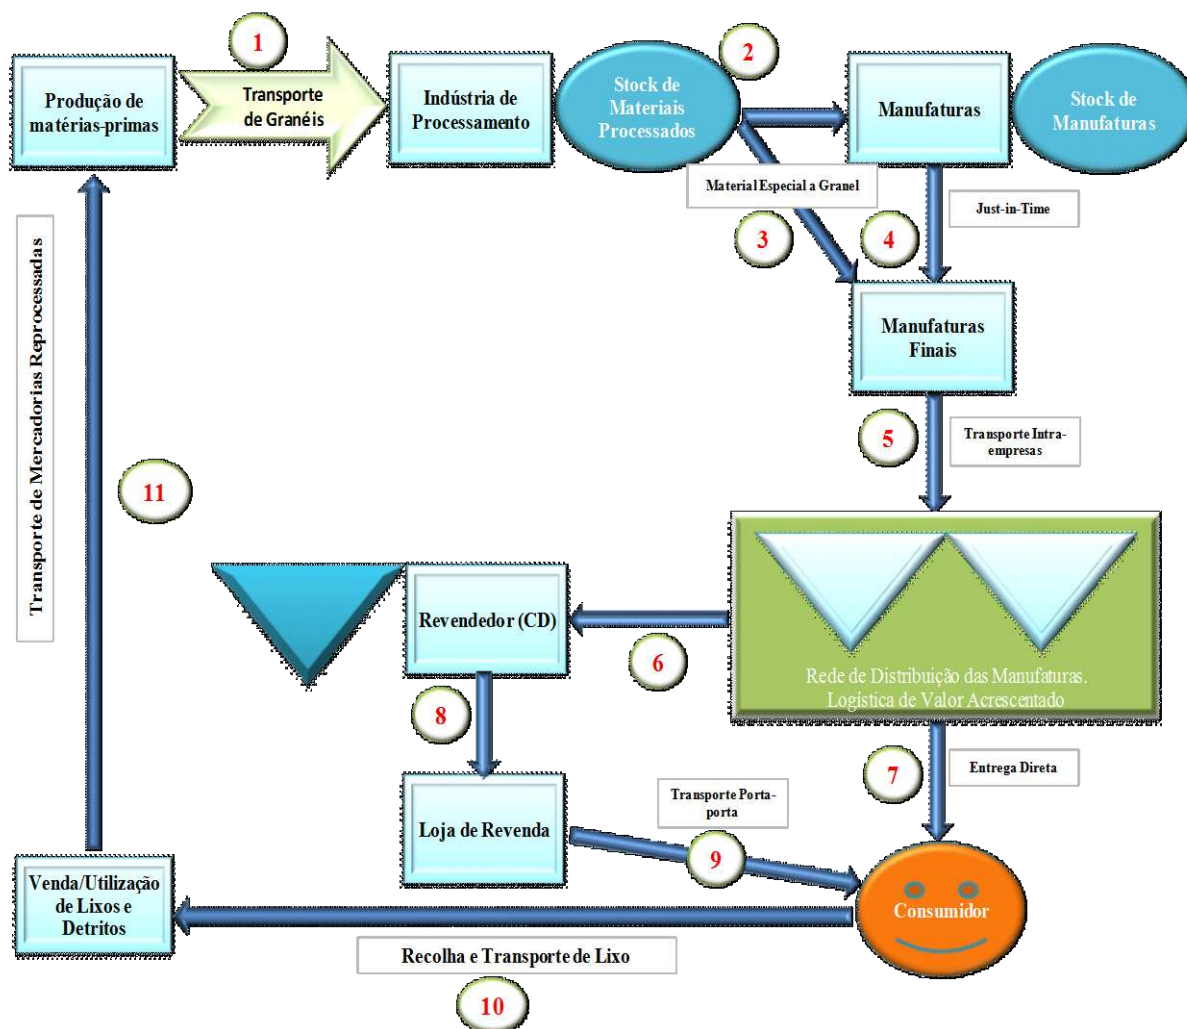 1
2
Produção de
matérias-primas
Transporte
de Granéis
Indústria de
Processamento
Stock de
Materiais
Processados
Manufaturas
Stock de
Manufaturas
Material Especial a Granel
Just-in-Time
3
4
Manufaturas
Finais
5
Transporte Intra-
empresas
Transporte de Mercadorias Reprocessadas
11
Revendedor (CD)
6
Rede de Distribuição das Manufaturas.
Logística de Valor Acrescentado
8
7
Entrega Direta
Transporte Porta-
porta
Loja de Revenda
9
Venda/Utilização
de Lixos e
Detritos
Consumidor
Recolha e Transporte de Lixo
10